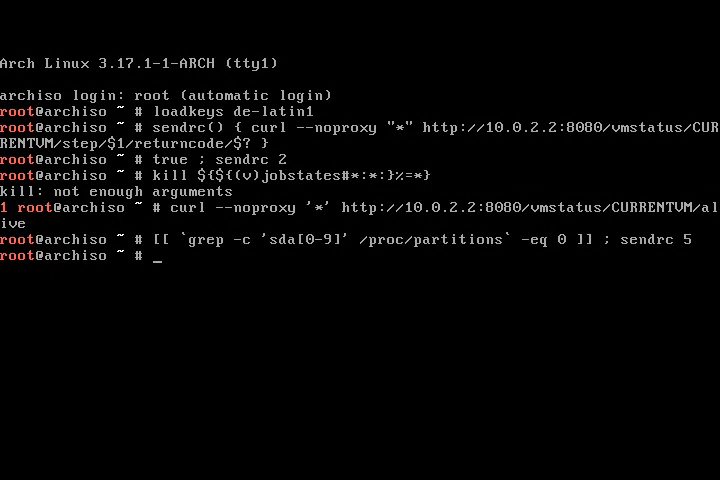 Arch Linux 3.17.1-1-ARCH (tty1)
archiso login: root (automatic login)
root@archiso ~ # loadkeys de-latin1
root@archiso ~ # sendrc() { curl --noproxy "*" http://10.0.2.2:8080/vmstatus/CUR
RENTVM/step/$1/returncode/$? }
root@archiso ~ # true ; sendrc 2
root@archiso ~ # kill ${${(v)jobstates#*:*:}%=*}
kill: not enough arguments
1 root@archiso ~ # curl --noproxy '*' http://10.0.2.2:8080/vmstatus/CURRENTVM/al
ive
root@archiso ~ # [[ `grep -c 'sda[0-9]' /proc/partitions` -eq 0 ]] ; sendrc 5
root@archiso ~ # _